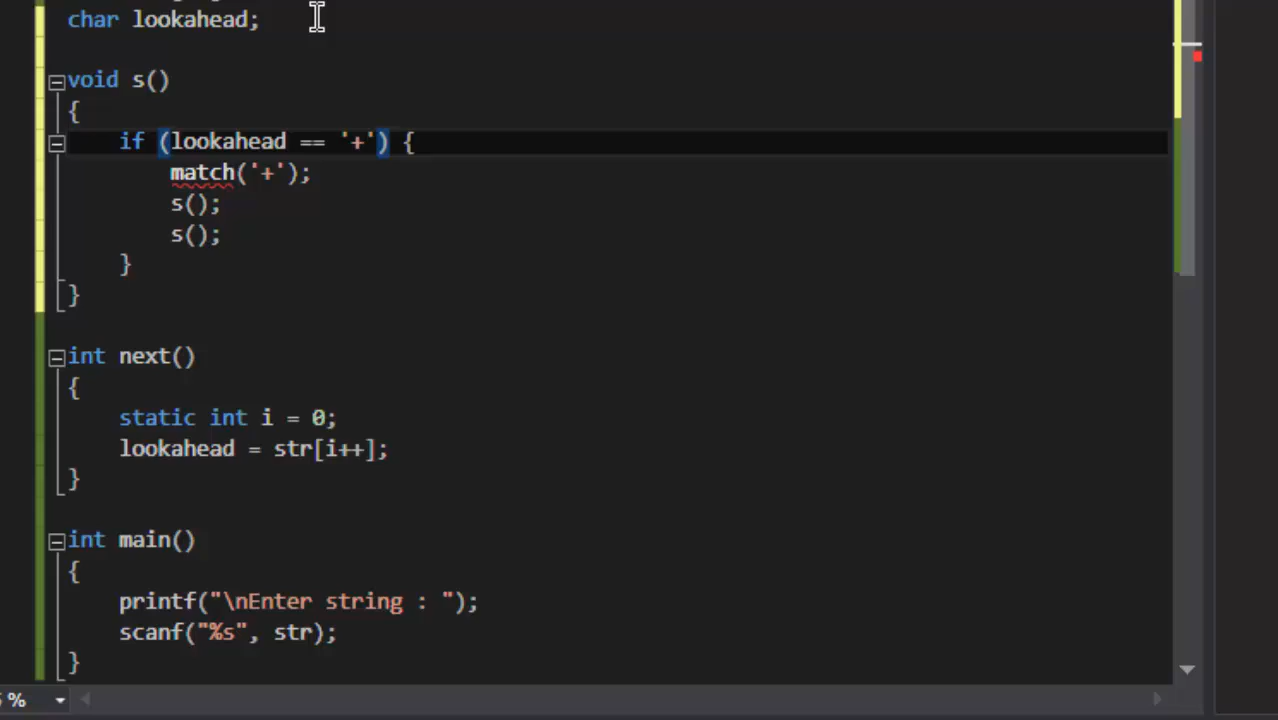 char lookahead;
void s()
{
if (lookahead == '+') {
match('+');
s();
s();
}
}
int next()
{
static int i = 0;
lookahead = str[i++];
}
int main()
{
printf("\nEnter string : ");
scanf("%s", str);
}
%